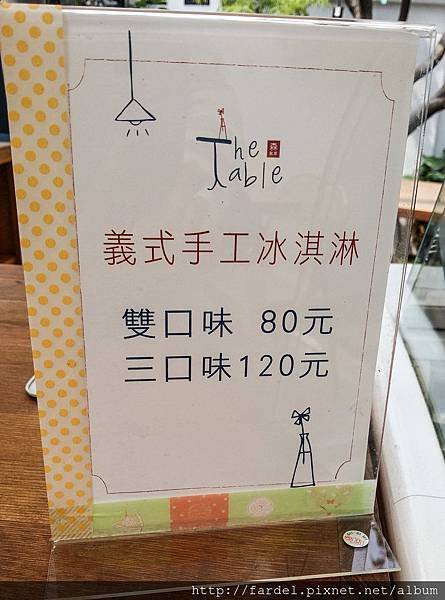 The
Table
森
義式手工冰淇淋
雙口味 80元
三口味120元
http://fardel.pixnet.net/album